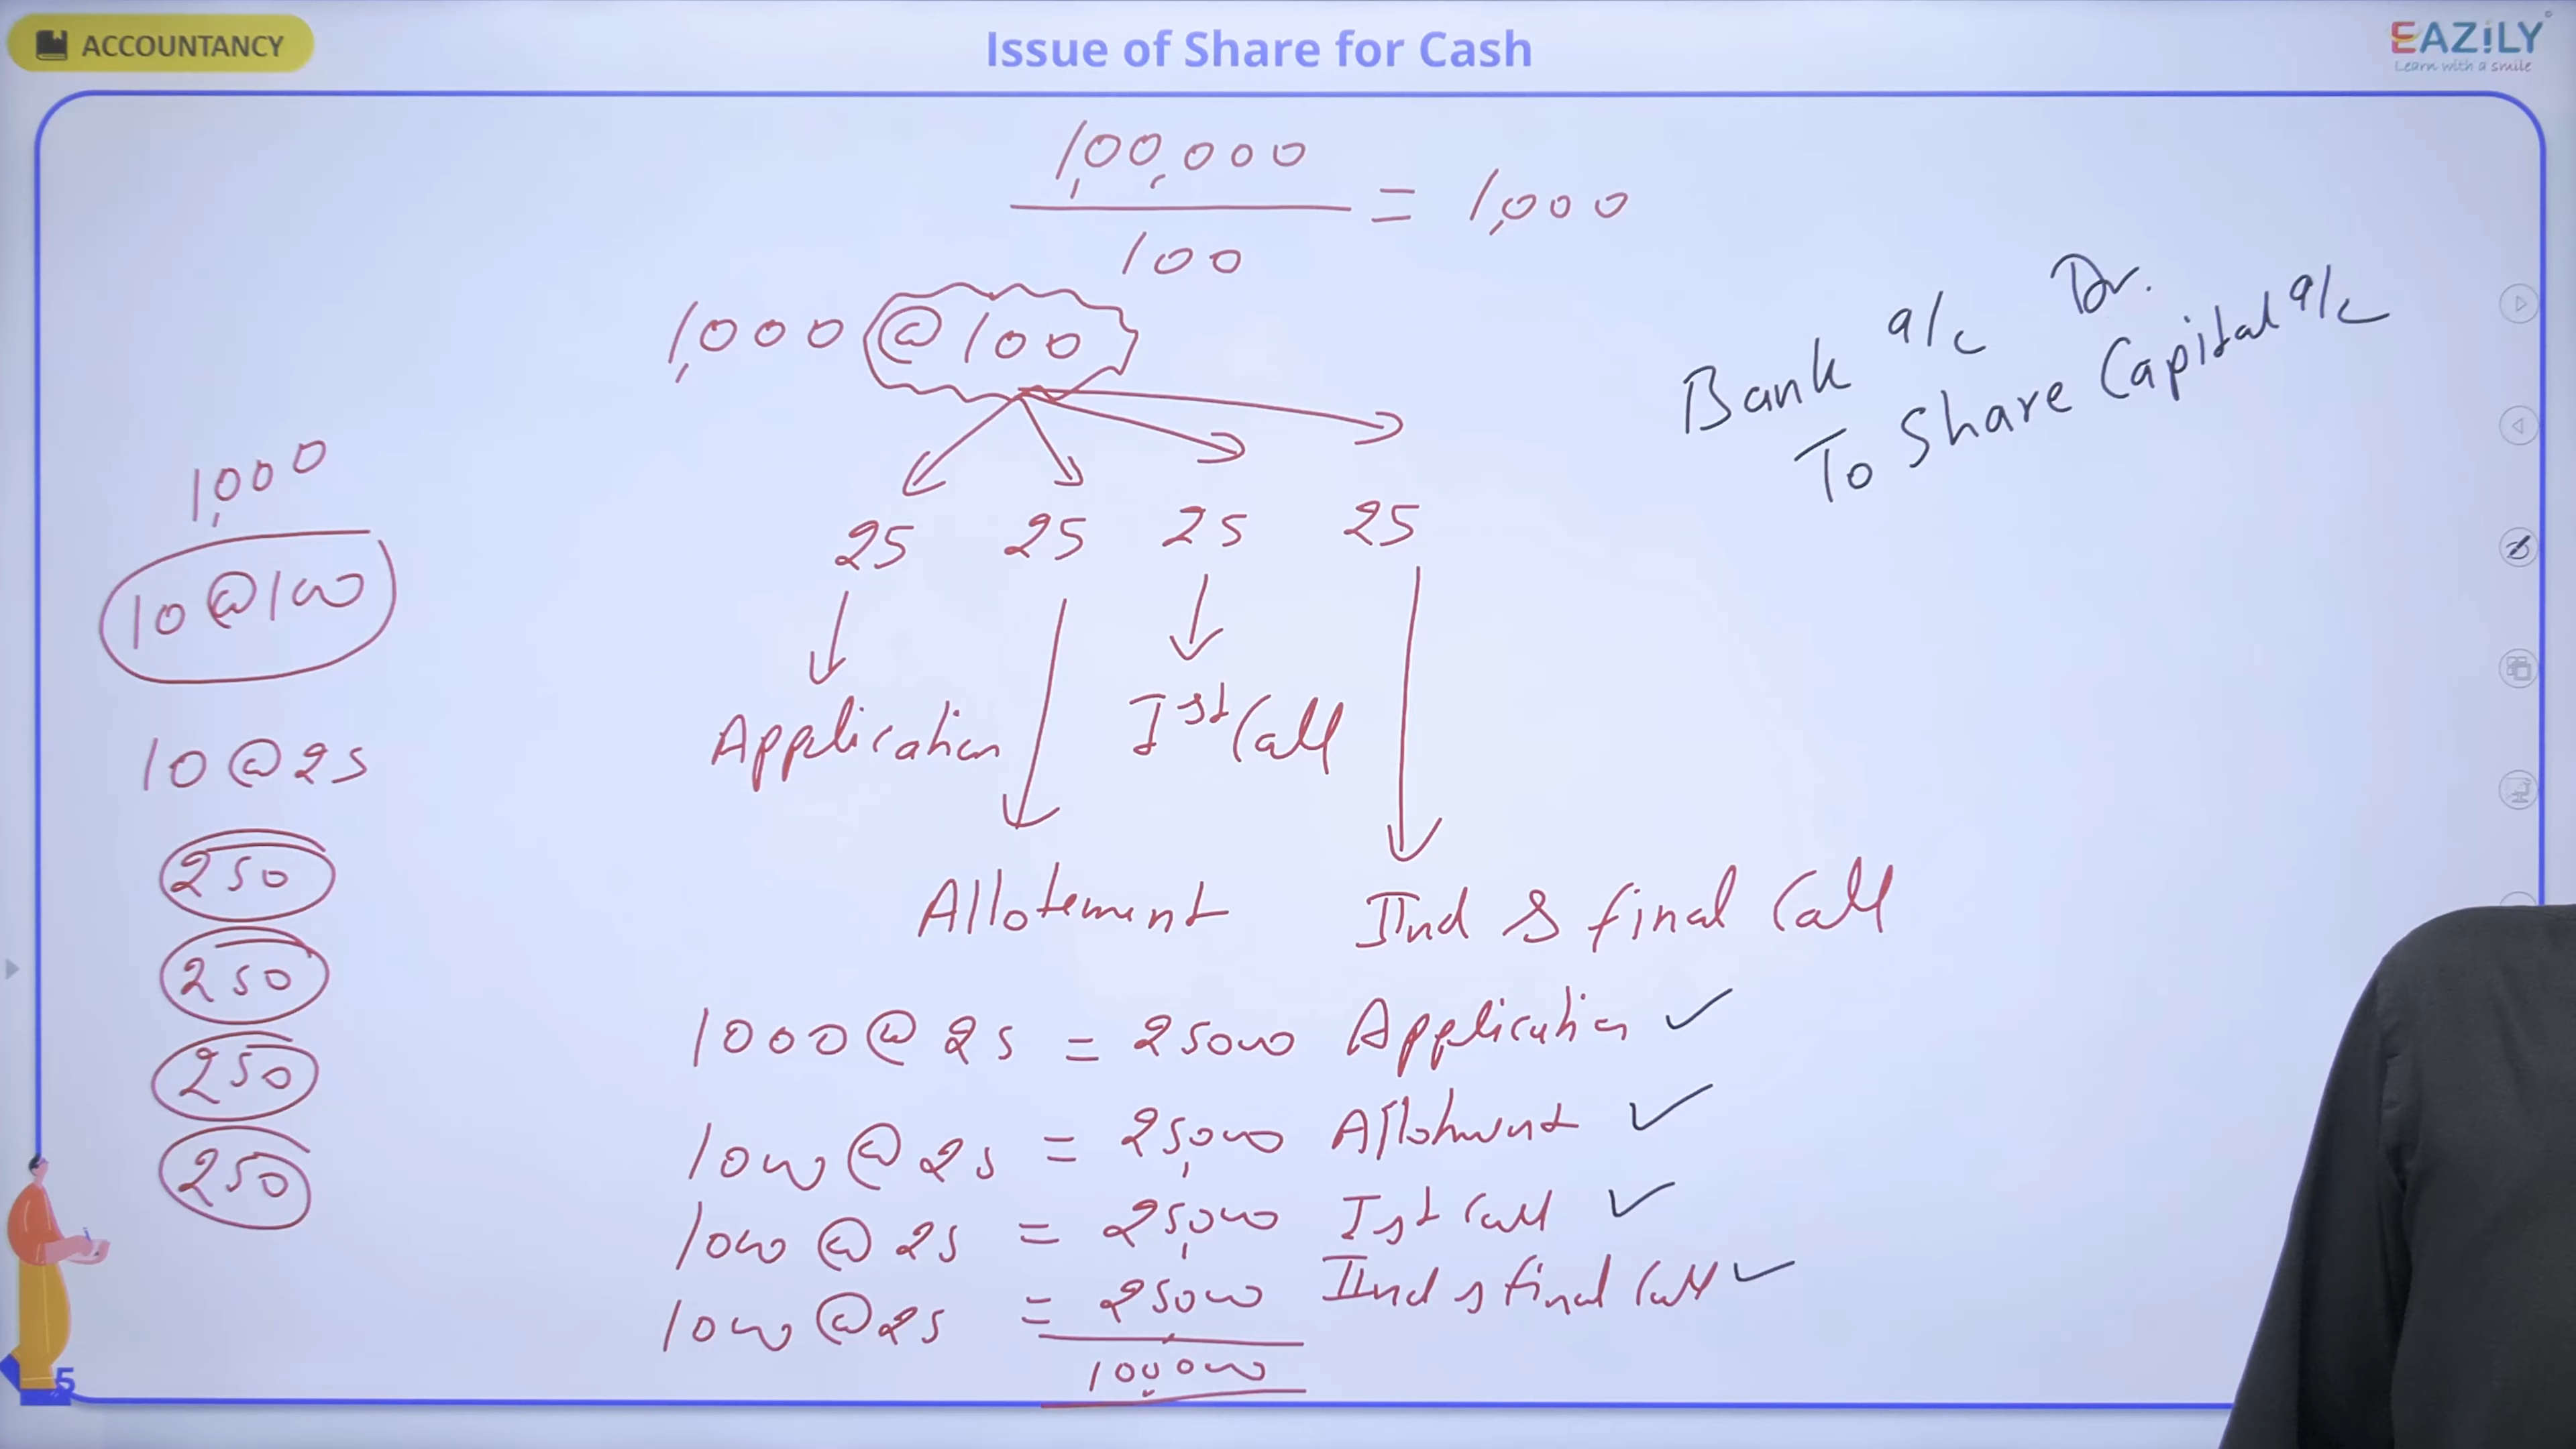 ACCOUNTANCY
Issue of Share for Cash
EAZiLY
Learn with a smile
1,00,000
100
= 1,000
1,000 @ 100
Bank a/c Dr.
To Share Capital a/c
25 25 25 25
Application
Ist Call
Allotement
IInd & final Call
1,000
10 @ 100
10 @ 25
250
250
250
250
1000 @ 25 = 25000 Application ✓
1000 @ 25 = 25,000 Allotment ✓
1000 @ 25 = 25,000 Ist Call ✓
1000 @ 25 = 25000 IInd & final Call ✓
100,000
5